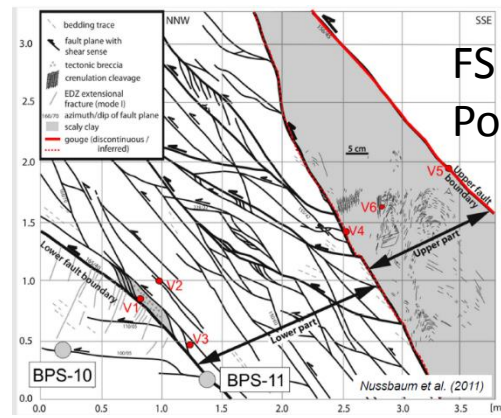 bedding trace
fault plane with
shear sense
tectonic breccia
crenulation cleavage
EDZ extensional
fracture (mode I)
160/70 azimuth/dip of fault plane
scaly clay
gouge (discontinuous /
inferred)
NNW
SSE
FS
Po
3.0
2.5
2.0
1.5
1.0
0.5
0.0
5 cm
V5
Upper fault
boundary
V6
V4
Upper part
Lower fault boundary
V2
V1
V3
Lower part
BPS-10
BPS-11
Nussbaum et al. (2011)
0.0 0.5 1.0 1.5 2.0 2.5 3.0 3.5 [m